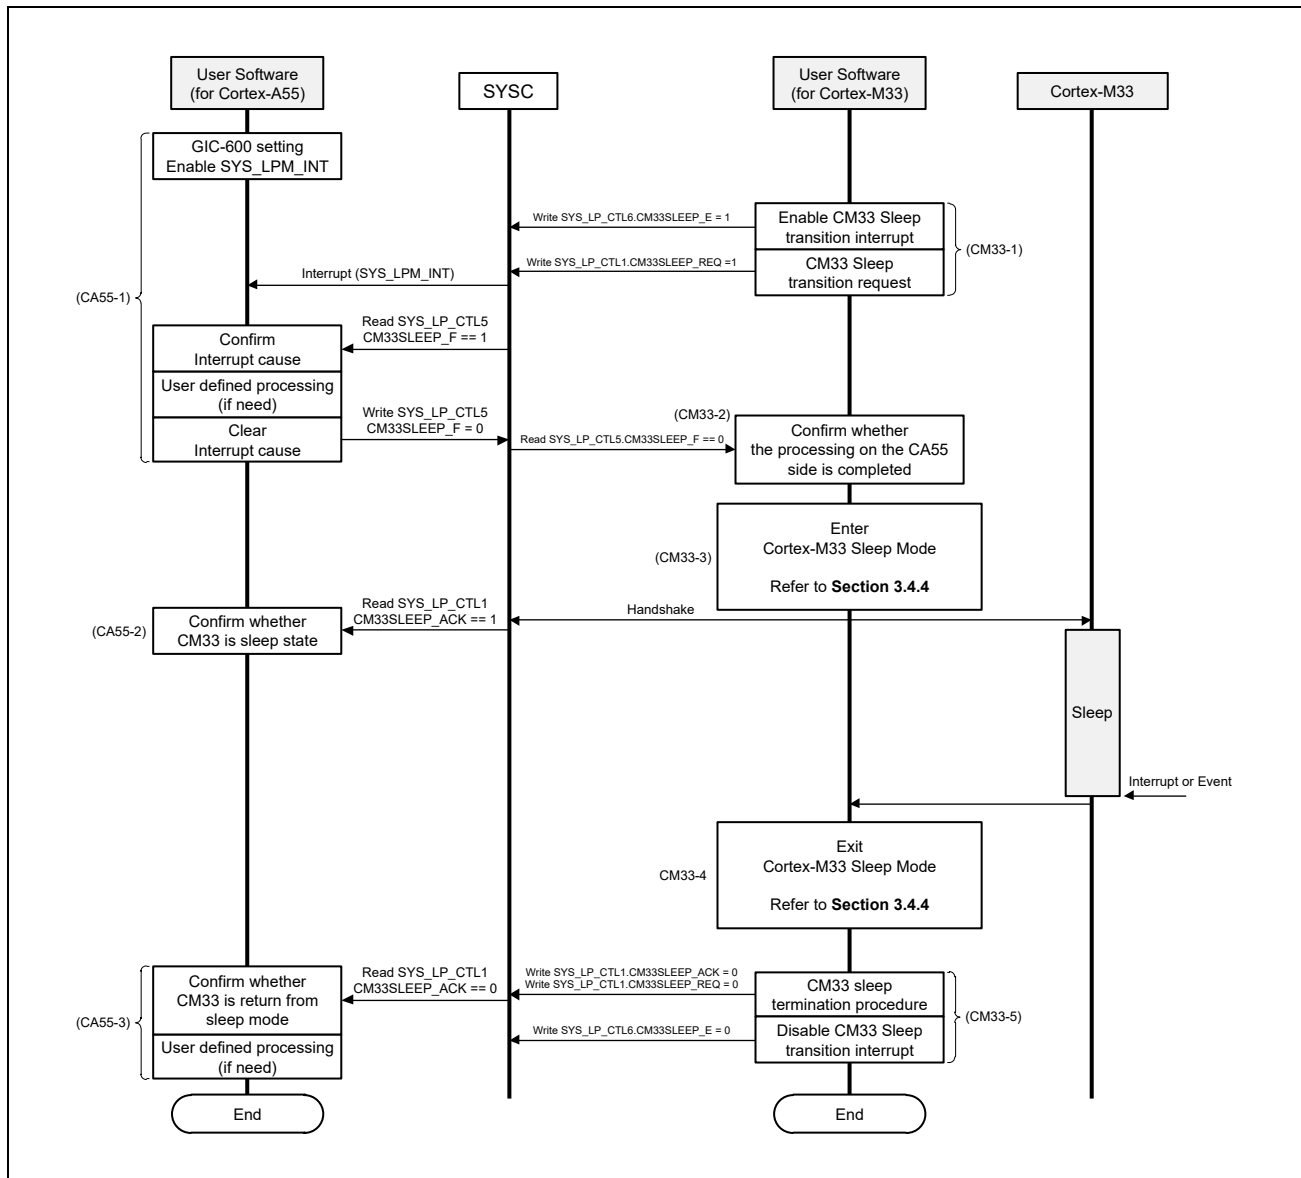 User Software
(for Cortex-A55)
SYSC
User Software
(for Cortex-M33)
Cortex-M33
GIC-600 setting
Enable SYS_LPM_INT
Write SYS_LP_CTL6.CM33SLEEP_E = 1
Enable CM33 Sleep
transition interrupt
(CM33-1)
Write SYS_LP_CTL1.CM33SLEEP_REQ =1
CM33 Sleep
transition request
Interrupt (SYS_LPM_INT)
(CA55-1)
Read SYS_LP_CTL5
CM33SLEEP_F == 1
Confirm
Interrupt cause
User defined processing
(if need)
Write SYS_LP_CTL5
CM33SLEEP_F = 0
Clear
Interrupt cause
(CM33-2)
Read SYS_LP_CTL5.CM33SLEEP_F == 0
Confirm whether
the processing on the CA55
side is completed
Enter
Cortex-M33 Sleep Mode
(CM33-3)
Refer to Section 3.4.4
Read SYS_LP_CTL1
CM33SLEEP_ACK == 1
Handshake
(CA55-2)
Confirm whether
CM33 is sleep state
Sleep
Interrupt or Event
Exit
Cortex-M33 Sleep Mode
CM33-4
Refer to Section 3.4.4
Read SYS_LP_CTL1
CM33SLEEP_ACK == 0
Write SYS_LP_CTL1.CM33SLEEP_ACK = 0
Write SYS_LP_CTL1.CM33SLEEP_REQ = 0
Confirm whether
CM33 is return from
sleep mode
CM33 sleep
termination procedure
(CA55-3)
(CM33-5)
Write SYS_LP_CTL6.CM33SLEEP_E = 0
Disable CM33 Sleep
transition interrupt
User defined processing
(if need)
End
End